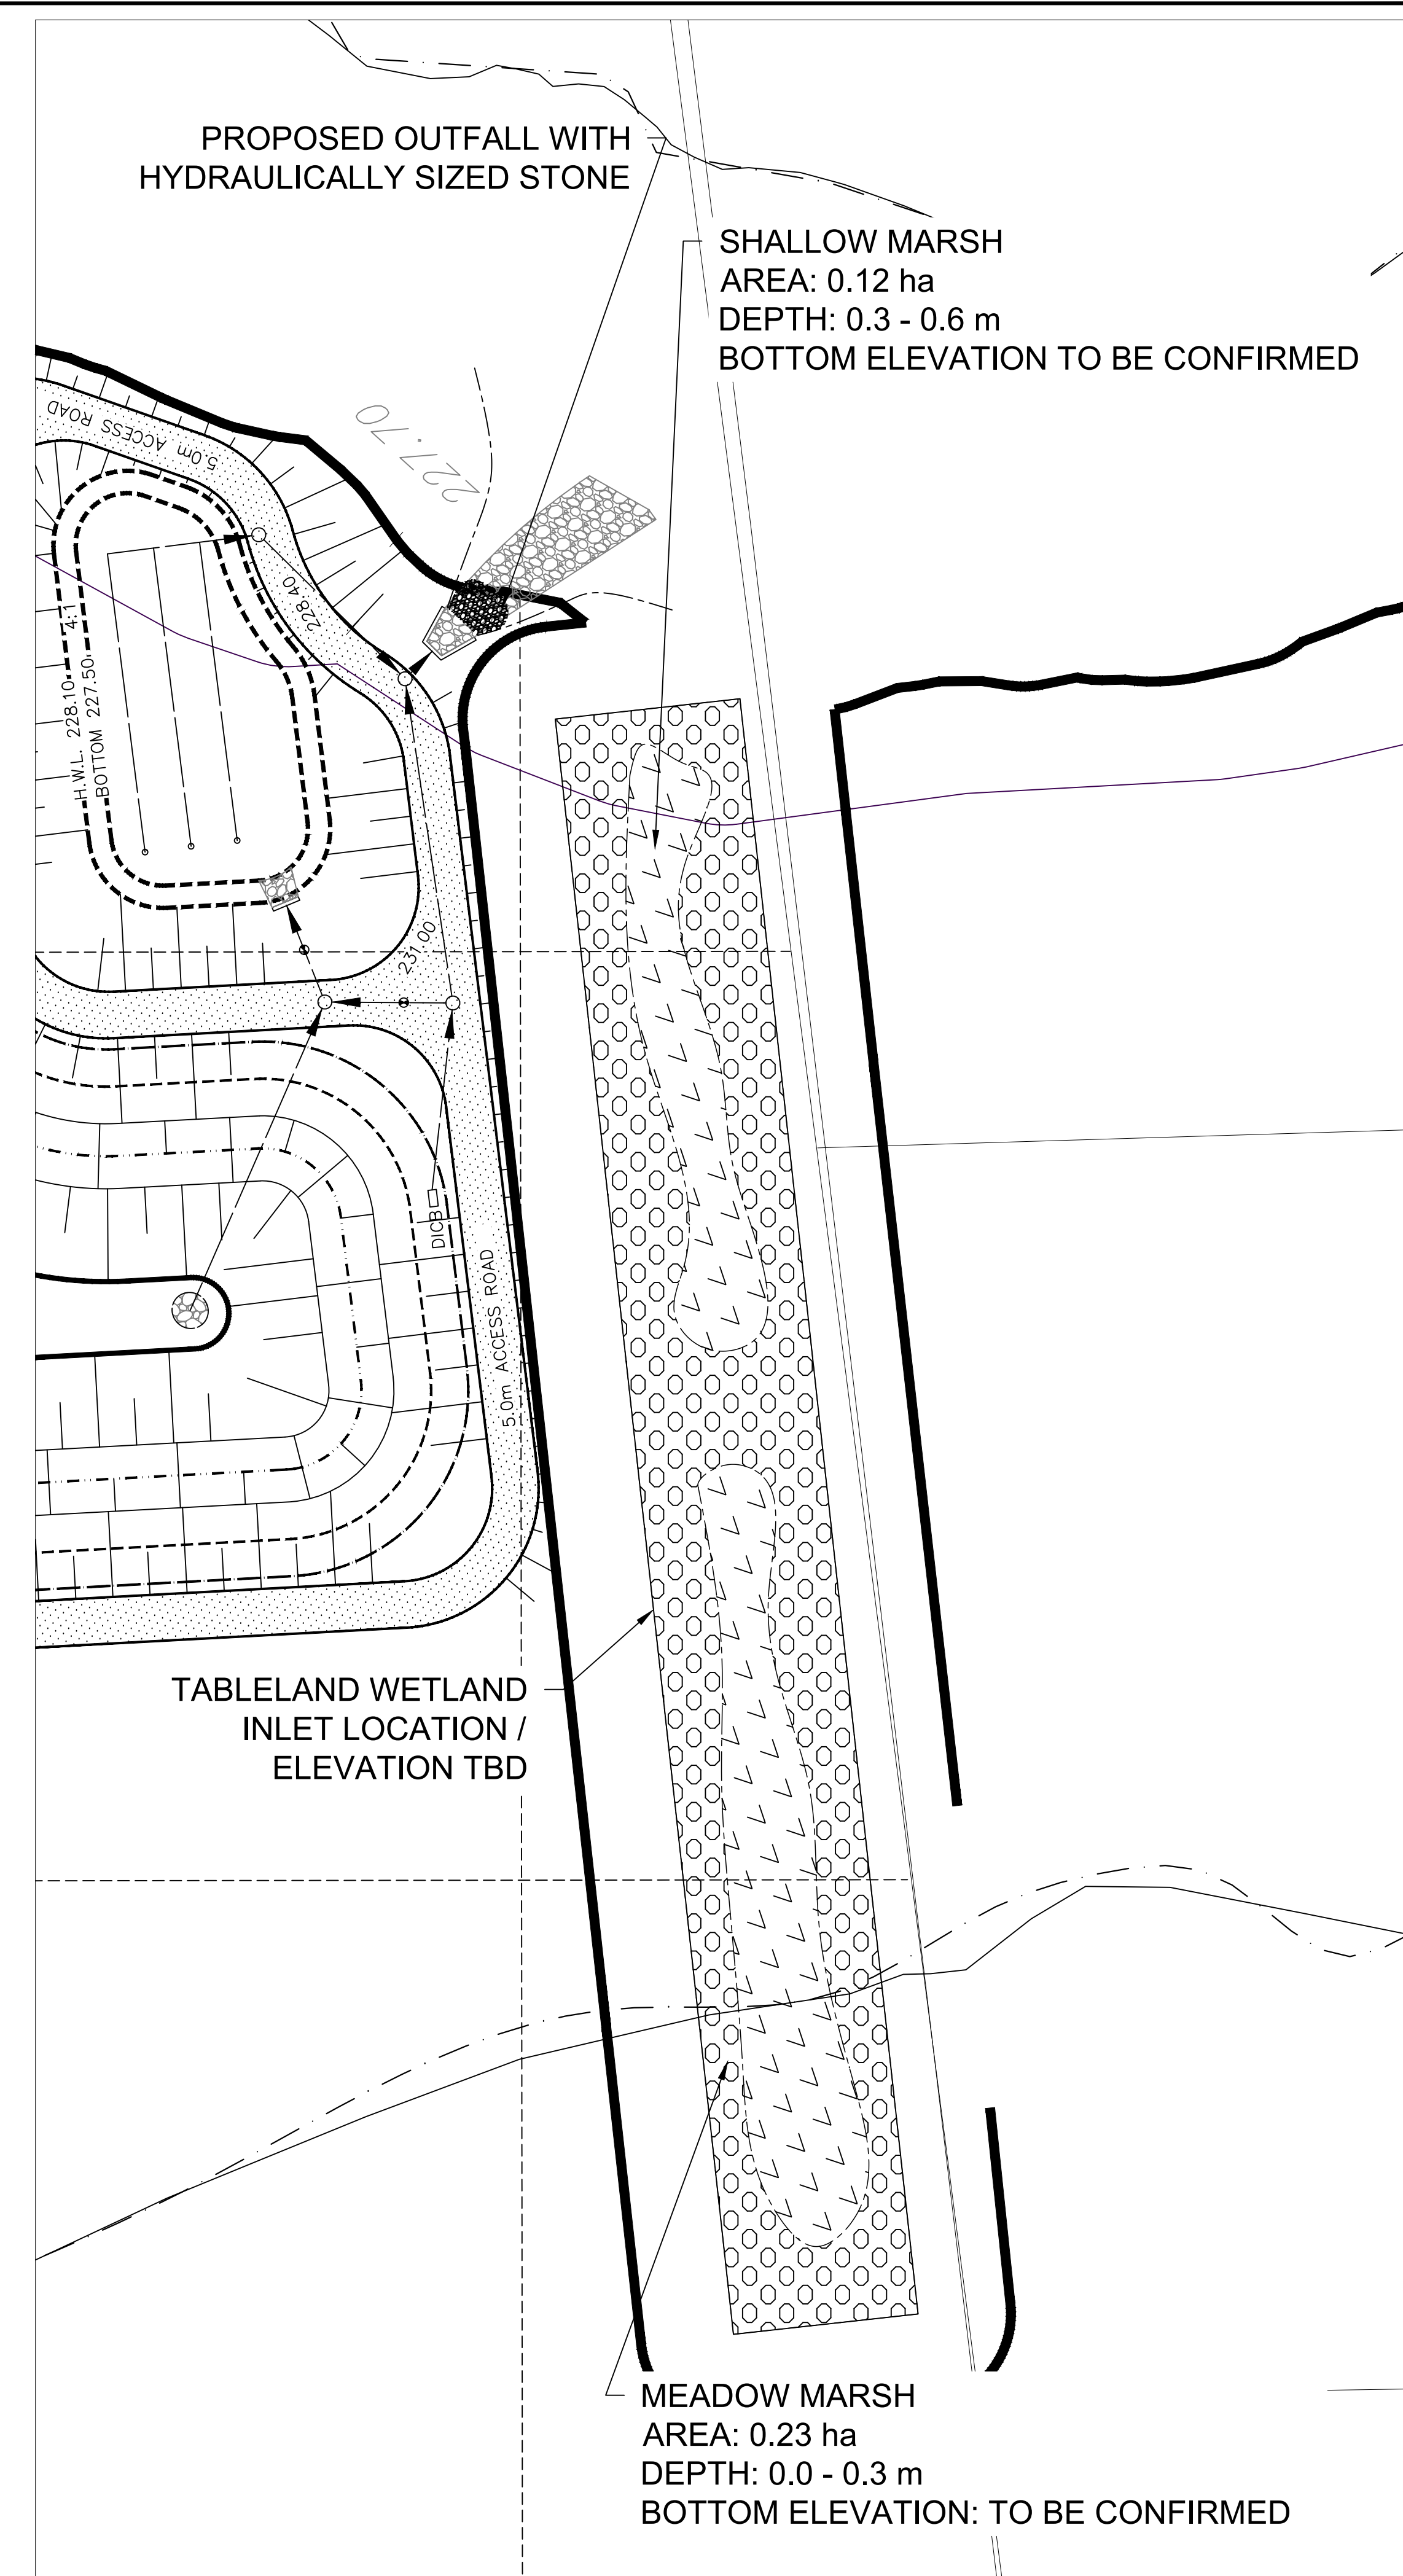 PROPOSED OUTFALL WITH
HYDRAULICALLY SIZED STONE
SHALLOW MARSH
AREA: 0.12 ha
DEPTH: 0.3 - 0.6 m
BOTTOM ELEVATION TO BE CONFIRMED
5.0m ACCESS ROAD
227.70
228.40
4:1
H.W.L. 228.10
BOTTOM 227.50
231.00
DICB
5.0m ACCESS ROAD
TABLELAND WETLAND
INLET LOCATION /
ELEVATION TBD
MEADOW MARSH
AREA: 0.23 ha
DEPTH: 0.0 - 0.3 m
BOTTOM ELEVATION: TO BE CONFIRMED